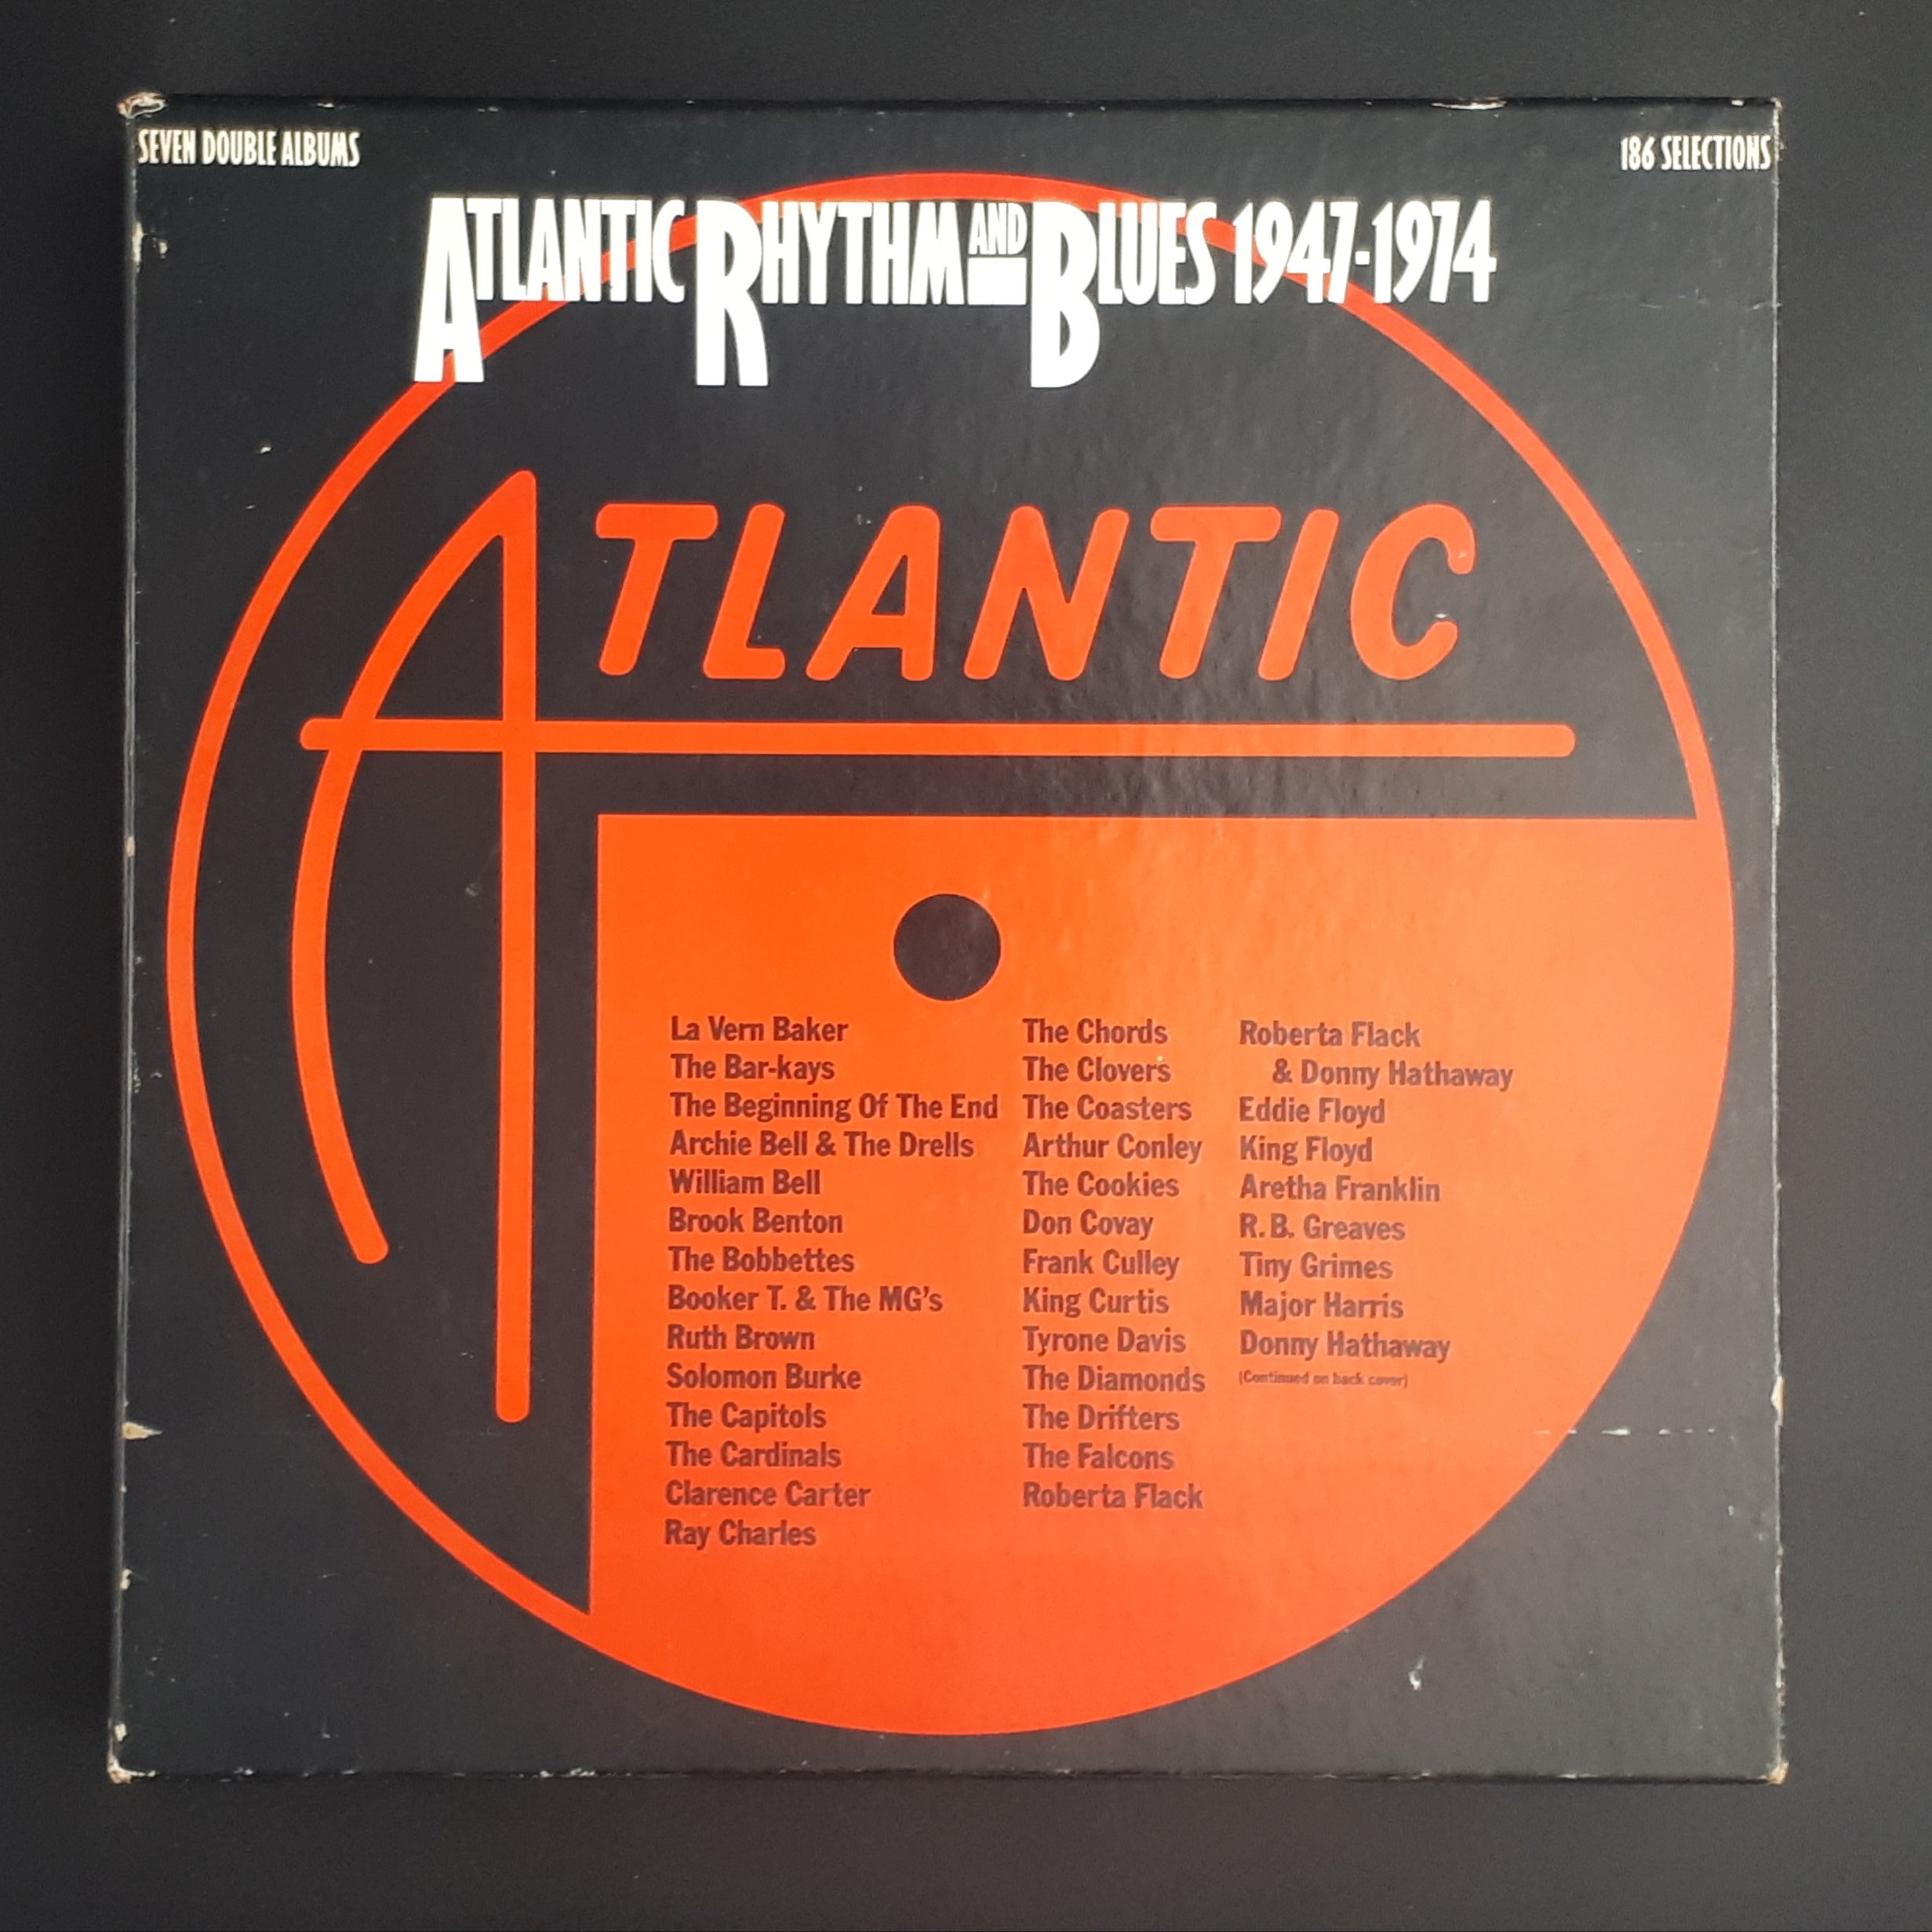 SEVEN DOUBLE ALBUMS
186 SELECTIONS
ATLANTIC RHYTHM AND BLUES 1947-1974
ATLANTIC
La Vern Baker
The Bar-kays
The Beginning Of The End
Archie Bell & The Drells
William Bell
Brook Benton
The Bobbettes
Booker T. & The MG's
Ruth Brown
Solomon Burke
The Capitols
The Cardinals
Clarence Carter
Ray Charles
The Chords
The Clovers
The Coasters
Arthur Conley
The Cookies
Don Covay
Frank Culley
King Curtis
Tyrone Davis
The Diamonds
The Drifters
The Falcons
Roberta Flack
Roberta Flack
& Donny Hathaway
Eddie Floyd
King Floyd
Aretha Franklin
R. B. Greaves
Tiny Grimes
Major Harris
Donny Hathaway
(Continued on back cover)